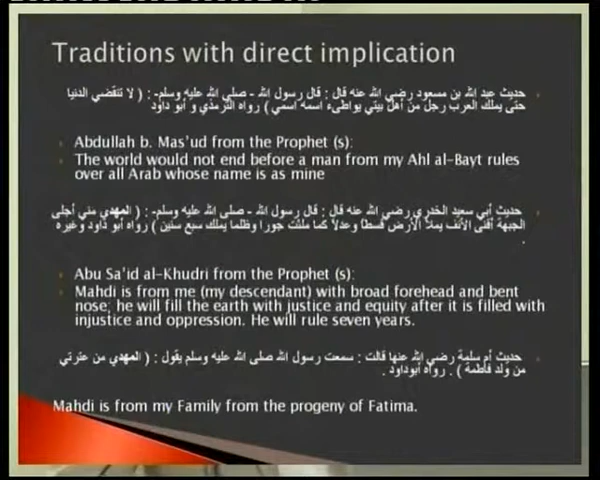 Traditions with direct implication
حديث عبد الله بن مسعود رضي الله عنه قال : قال رسول الله - صلى الله عليه وسلم- : ( لا تنقضي الدنيا
حتى يملك العرب رجل من أهل بيتي يواطىء اسمه اسمي ) رواه الترمذي و أبو داود
Abdullah b. Mas'ud from the Prophet (s):
The world would not end before a man from my Ahl al-Bayt rules
over all Arab whose name is as mine
حديث أبي سعيد الخدري رضي الله عنه قال : قال رسول الله - صلى الله عليه وسلم- : ( المهدي مني أجلى
الجبهة أقنى الأنف يملأ الأرض قسطا وعدلا كما ملئت جورا وظلما يملك سبع سنين ) رواه أبو داود وغيره
.
Abu Sa'id al-Khudri from the Prophet (s):
Mahdi is from me (my descendant) with broad forehead and bent
nose; he will fill the earth with justice and equity after it is filled with
injustice and oppression. He will rule seven years.
حديث أم سلمة رضي الله عنها قالت : سمعت رسول الله صلى الله عليه وسلم يقول : ( المهدي من عترتي
من ولد فاطمة ) . رواه أبوداود .
Mahdi is from my Family from the progeny of Fatima.